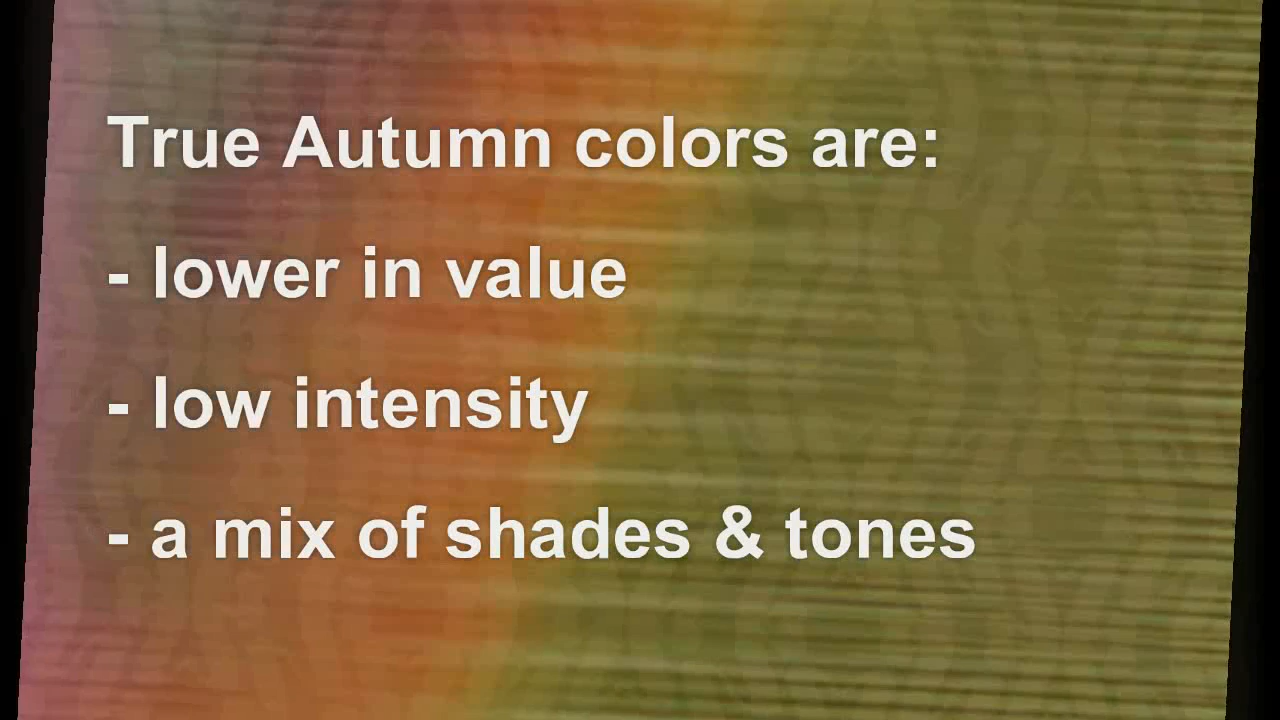 True Autumn colors are:
- lower in value
- low intensity
- a mix of shades & tones